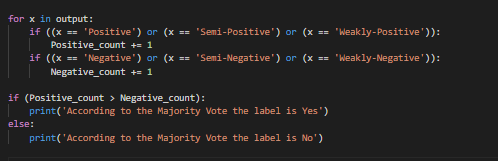 for x in output:
    if ((x == 'Positive') or (x == 'Semi-Positive') or (x == 'Weakly-Positive')):
        Positive_count += 1
    if ((x == 'Negative') or (x == 'Semi-Negative') or (x == 'Weakly-Negative')):
        Negative_count += 1
if (Positive_count > Negative_count):
    print('According to the Majority Vote the label is Yes')
else:
    print('According to the Majority Vote the label is No')